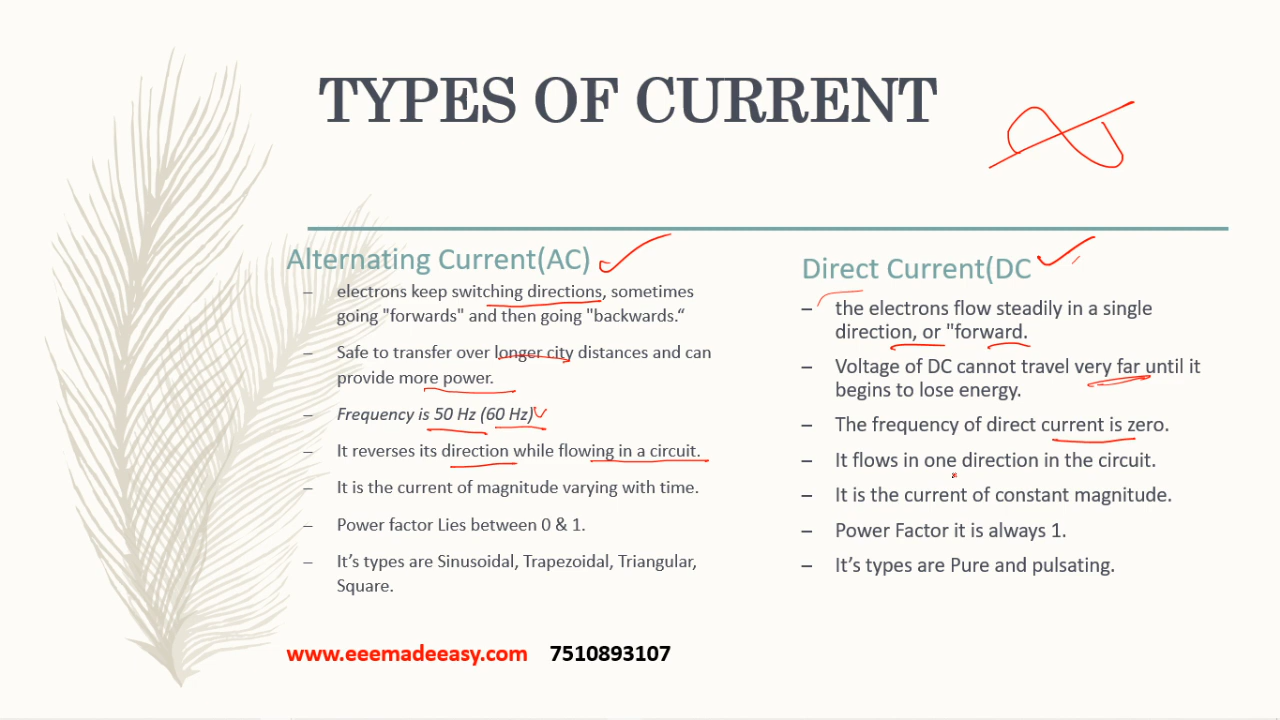 TYPES OF CURRENT
Alternating Current(AC)
– electrons keep switching directions, sometimes
going "forwards" and then going "backwards.“
– Safe to transfer over longer city distances and can
provide more power.
– Frequency is 50 Hz (60 Hz)
– It reverses its direction while flowing in a circuit.
– It is the current of magnitude varying with time.
– Power factor Lies between 0 & 1.
– It’s types are Sinusoidal, Trapezoidal, Triangular,
Square.
Direct Current(DC
– the electrons flow steadily in a single
direction, or "forward.
– Voltage of DC cannot travel very far until it
begins to lose energy.
– The frequency of direct current is zero.
– It flows in one direction in the circuit.
– It is the current of constant magnitude.
– Power Factor it is always 1.
– It’s types are Pure and pulsating.
www.eeemadeeasy.com 7510893107